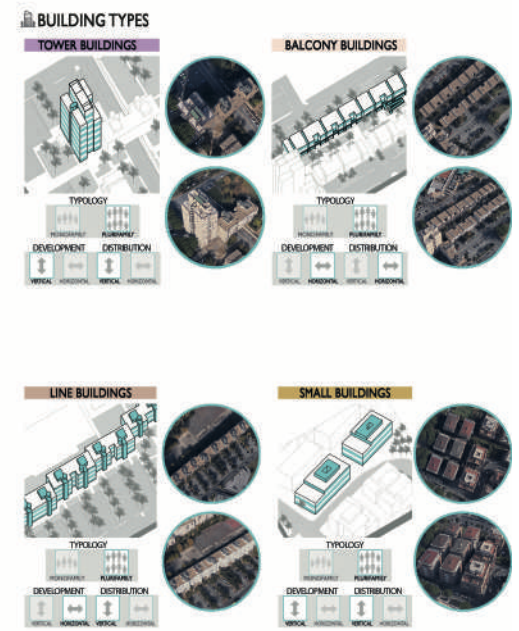 BUILDING TYPES
TOWER BUILDINGS
TYPOLOGY
MONOFAMILY PLURIFAMILY
DEVELOPMENT DISTRIBUTION
VERTICAL HORIZONTAL VERTICAL HORIZONTAL
BALCONY BUILDINGS
TYPOLOGY
MONOFAMILY PLURIFAMILY
DEVELOPMENT DISTRIBUTION
VERTICAL HORIZONTAL VERTICAL HORIZONTAL
LINE BUILDINGS
TYPOLOGY
MONOFAMILY PLURIFAMILY
DEVELOPMENT DISTRIBUTION
VERTICAL HORIZONTAL VERTICAL HORIZONTAL
SMALL BUILDINGS
TYPOLOGY
MONOFAMILY PLURIFAMILY
DEVELOPMENT DISTRIBUTION
VERTICAL HORIZONTAL VERTICAL HORIZONTAL